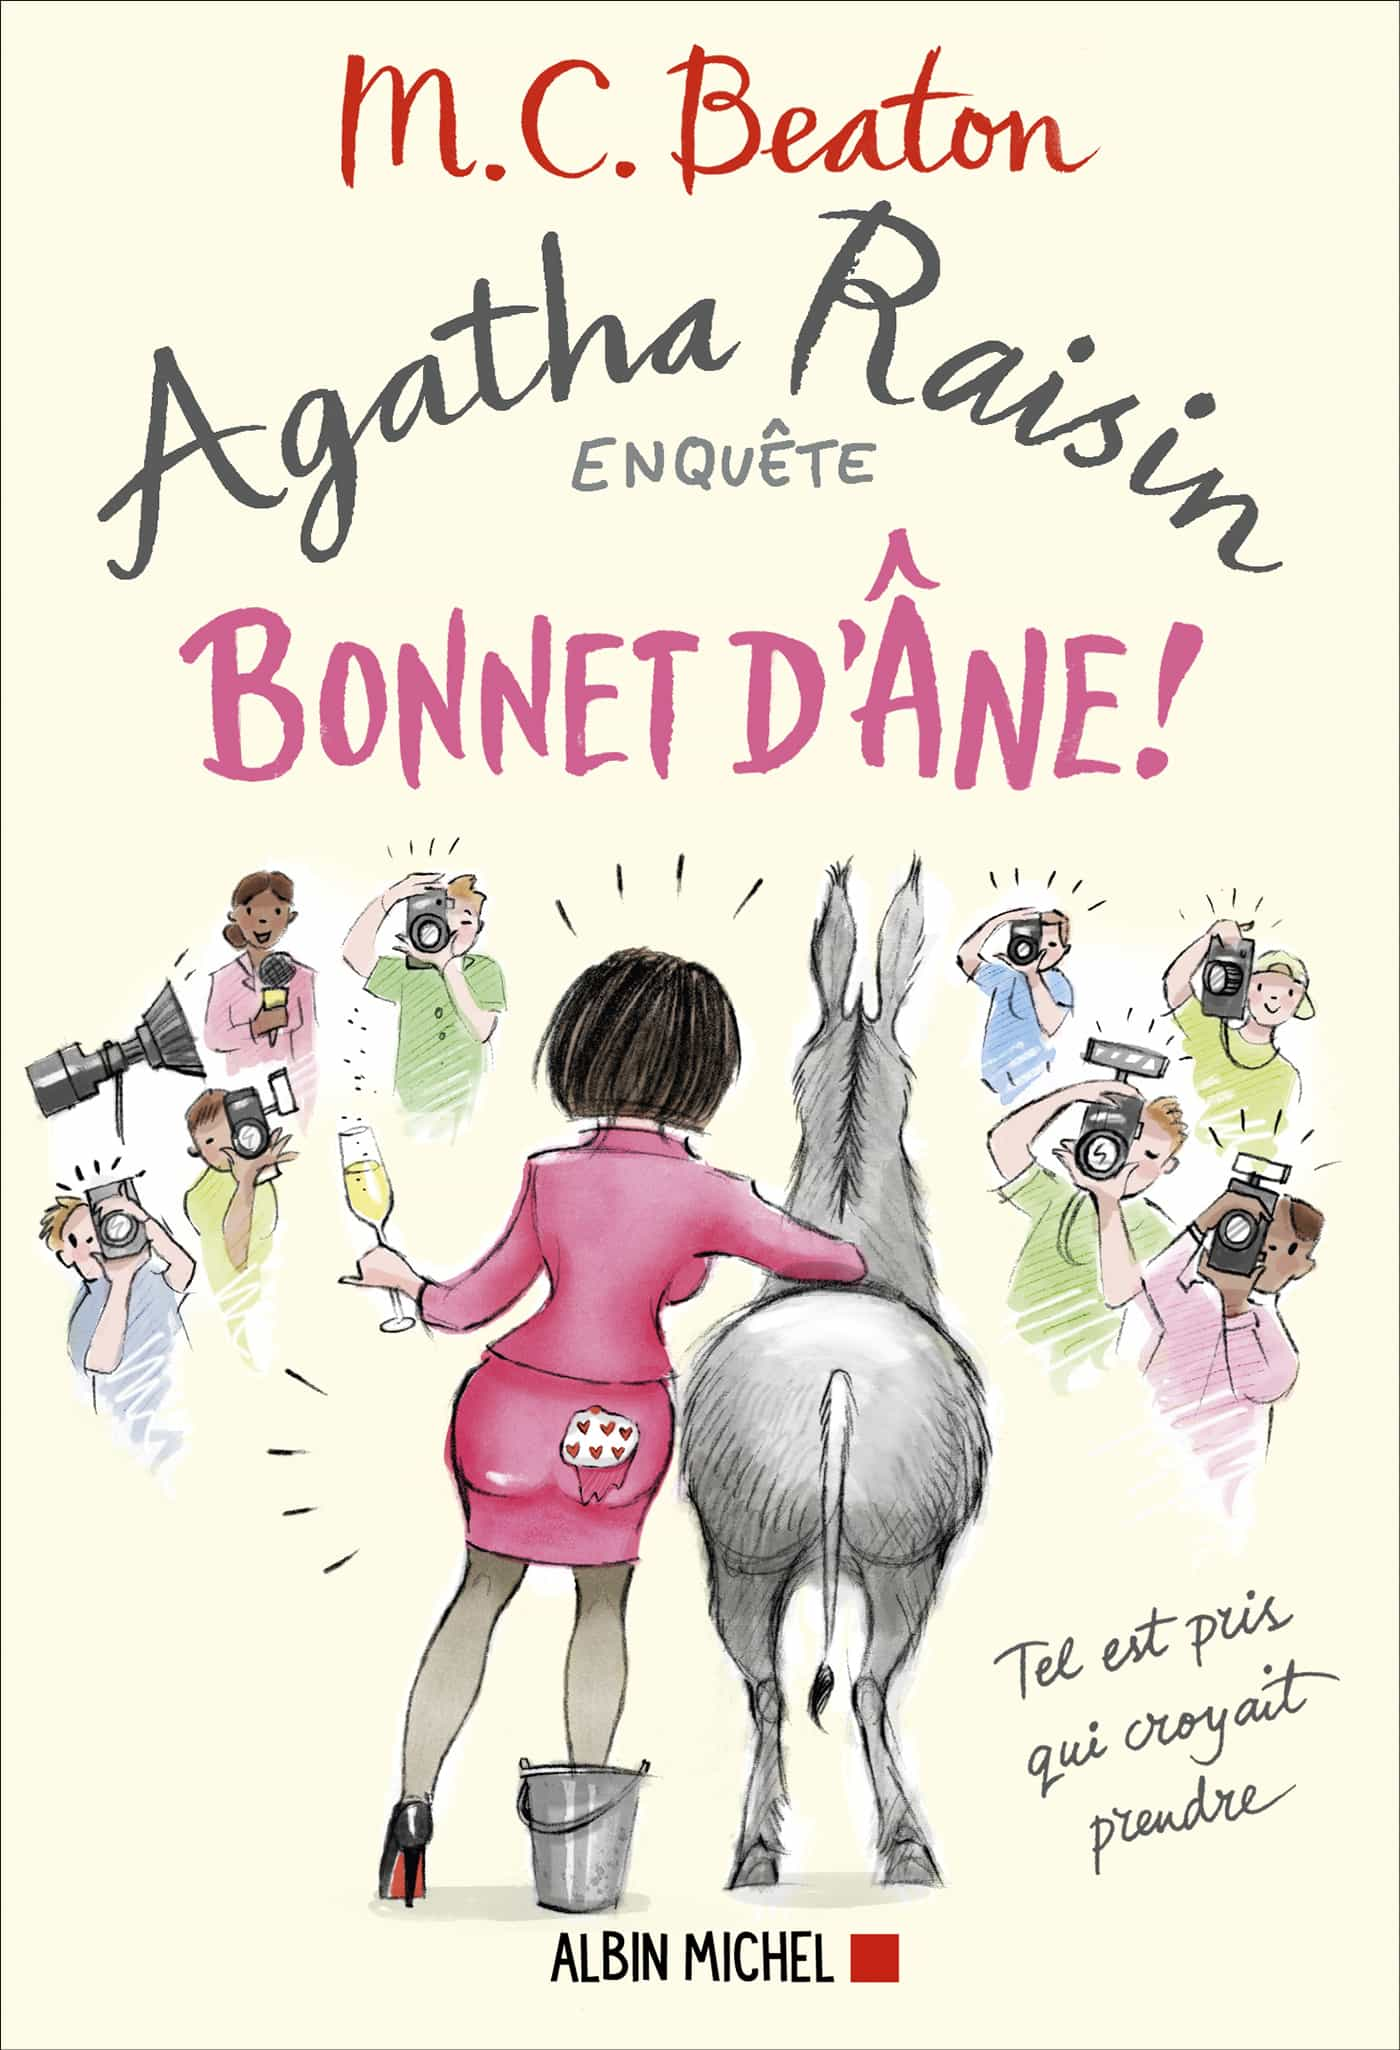 M.C. Beaton
Agatha Raisin
ENQUÊTE
BONNET D'ÂNE!
Tel est pris
qui croyait
prendre
ALBIN MICHEL